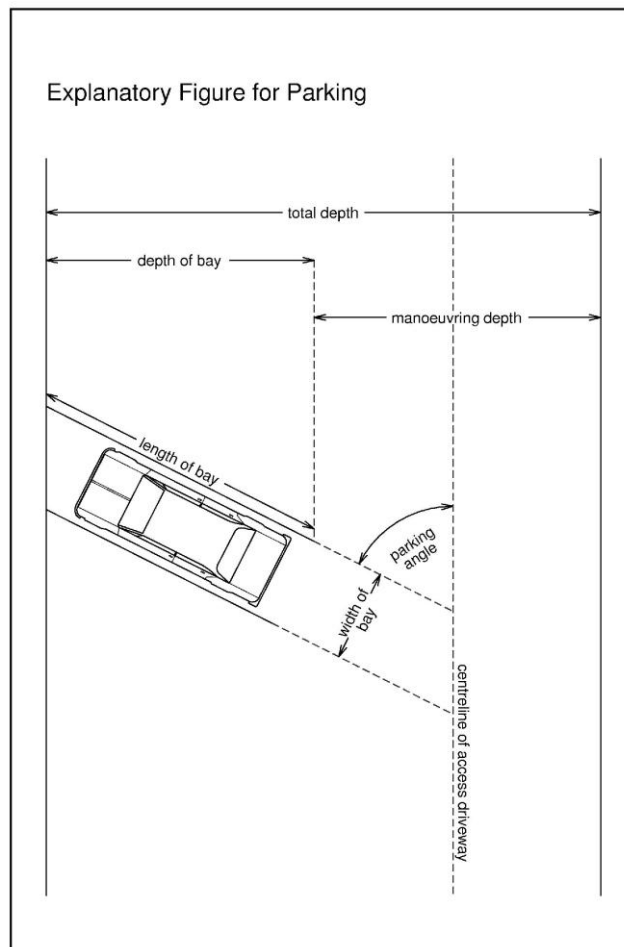 Explanatory Figure for Parking
total depth
depth of bay
manoeuvring depth
length of bay
parking
angle
width of
bay
centreline of access driveway